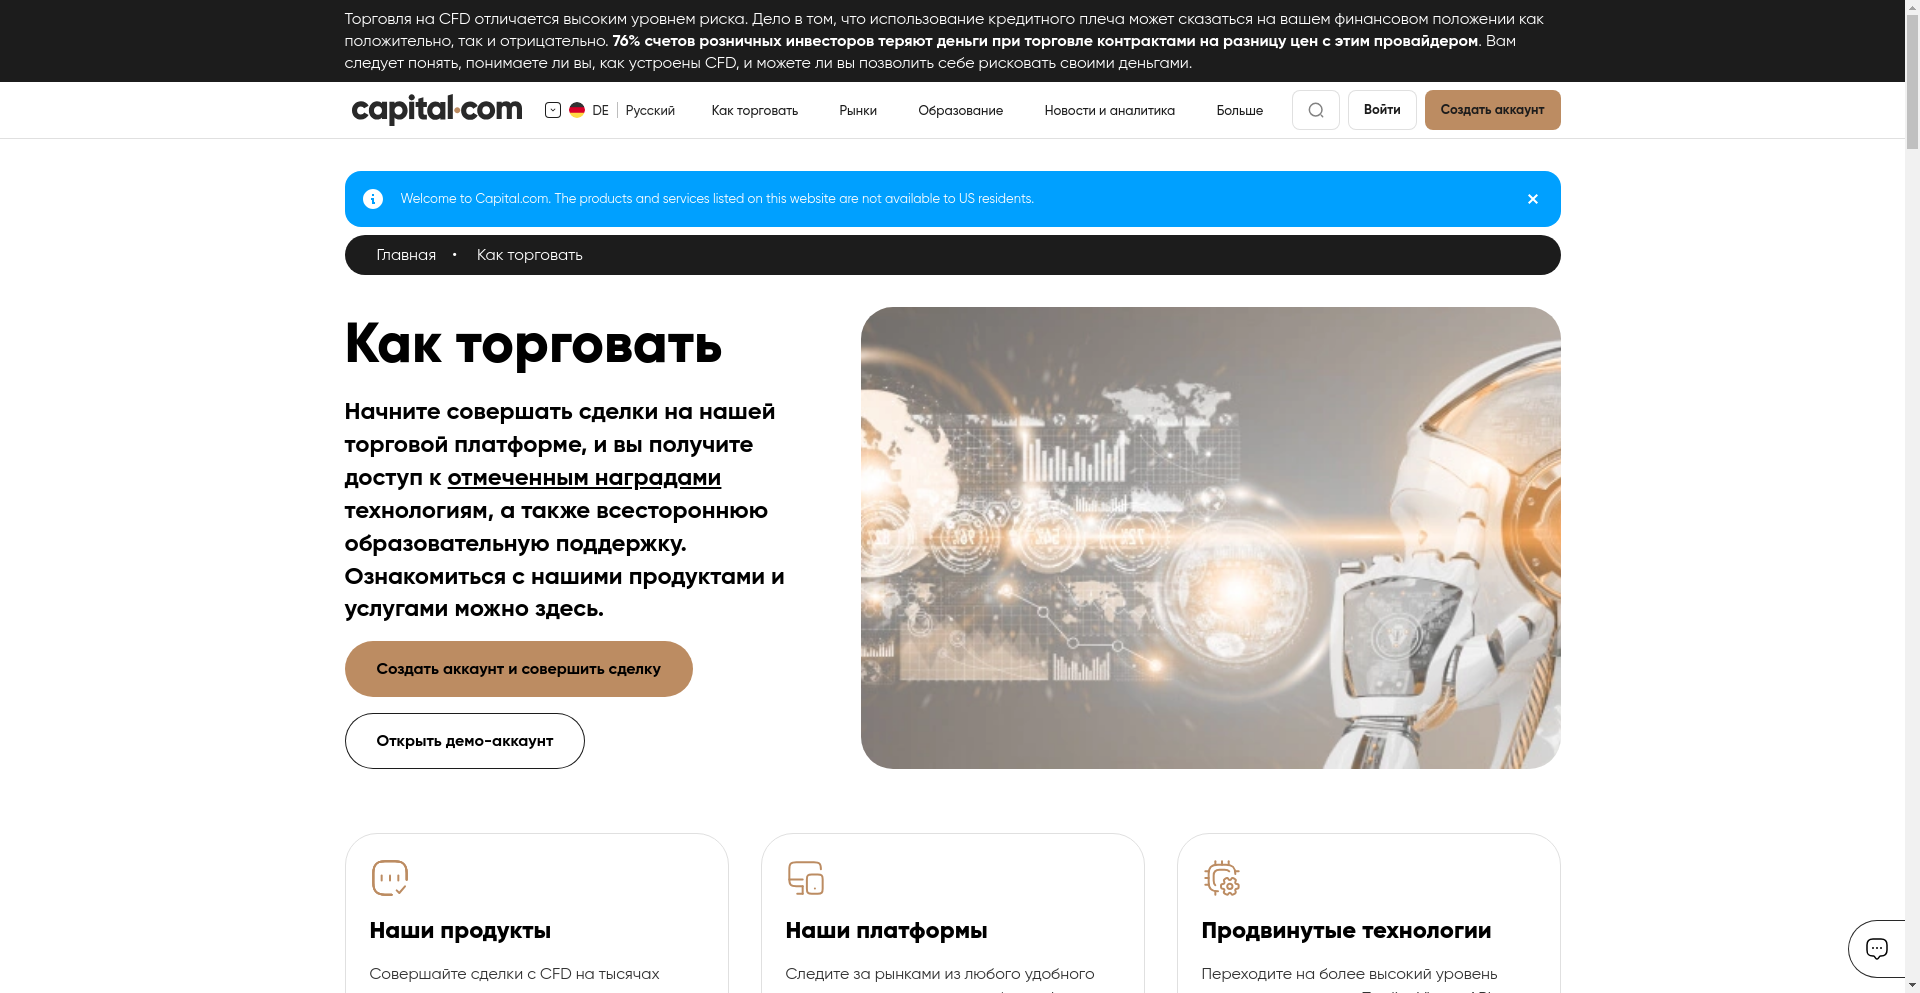 Торговля на CFD отличается высоким уровнем риска. Дело в том, что использование кредитного плеча может сказаться на вашем финансовом положении как
положительно, так и отрицательно. 76% счетов розничных инвесторов теряют деньги при торговле контрактами на разницу цен с этим провайдером. Вам
следует понять, понимаете ли вы, как устроены CFD, и можете ли вы позволить себе рисковать своими деньгами.
capital.com DE Русский Как торговать Рынки Образование Новости и аналитика Больше Войти Создать аккаунт
Welcome to Capital.com. The products and services listed on this website are not available to US residents.
Главная • Как торговать
Как торговать
Начните совершать сделки на нашей
торговой платформе, и вы получите
доступ к отмеченным наградами
технологиям, а также всестороннюю
образовательную поддержку.
Ознакомиться с нашими продуктами и
услугами можно здесь.
Создать аккаунт и совершить сделку
Открыть демо-аккаунт
Наши продукты
Совершайте сделки с CFD на тысячах
Наши платформы
Следите за рынками из любого удобного
Продвинутые технологии
Переходите на более высокий уровень